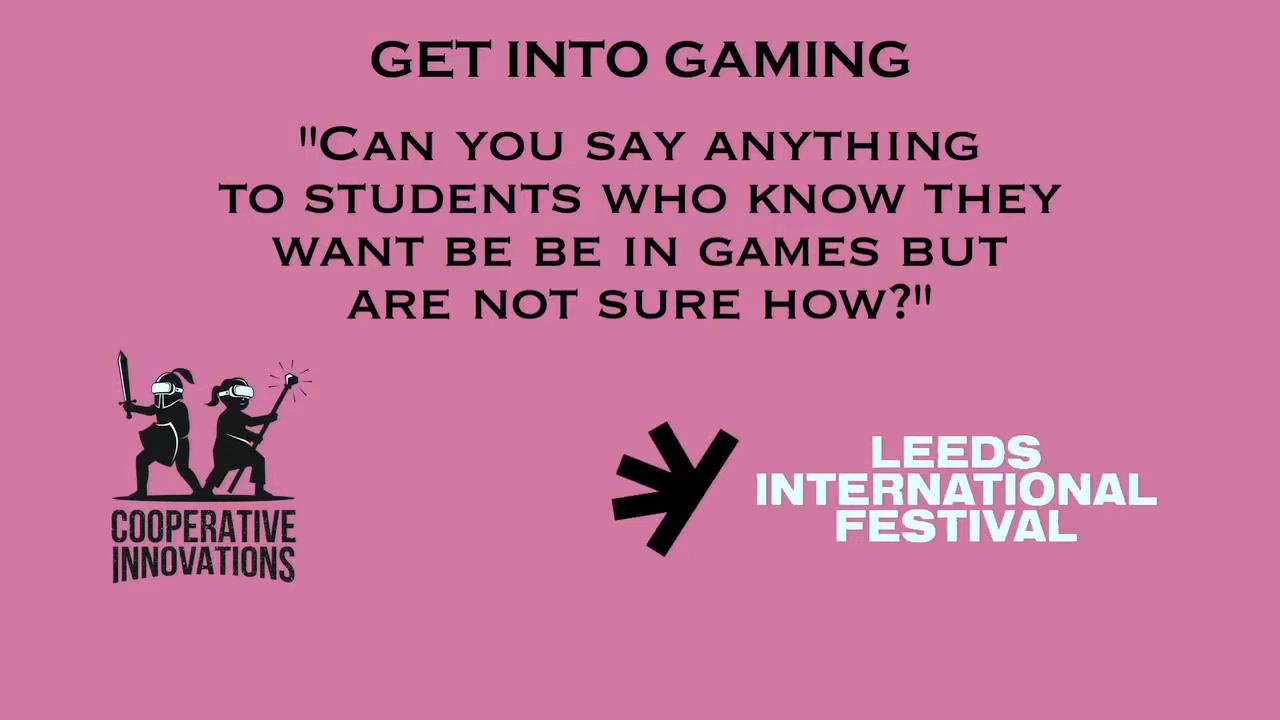 GET INTO GAMING
"CAN YOU SAY ANYTHING
TO STUDENTS WHO KNOW THEY
WANT BE BE IN GAMES BUT
ARE NOT SURE HOW?"
COOPERATIVE
INNOVATIONS
LEEDS
INTERNATIONAL
FESTIVAL